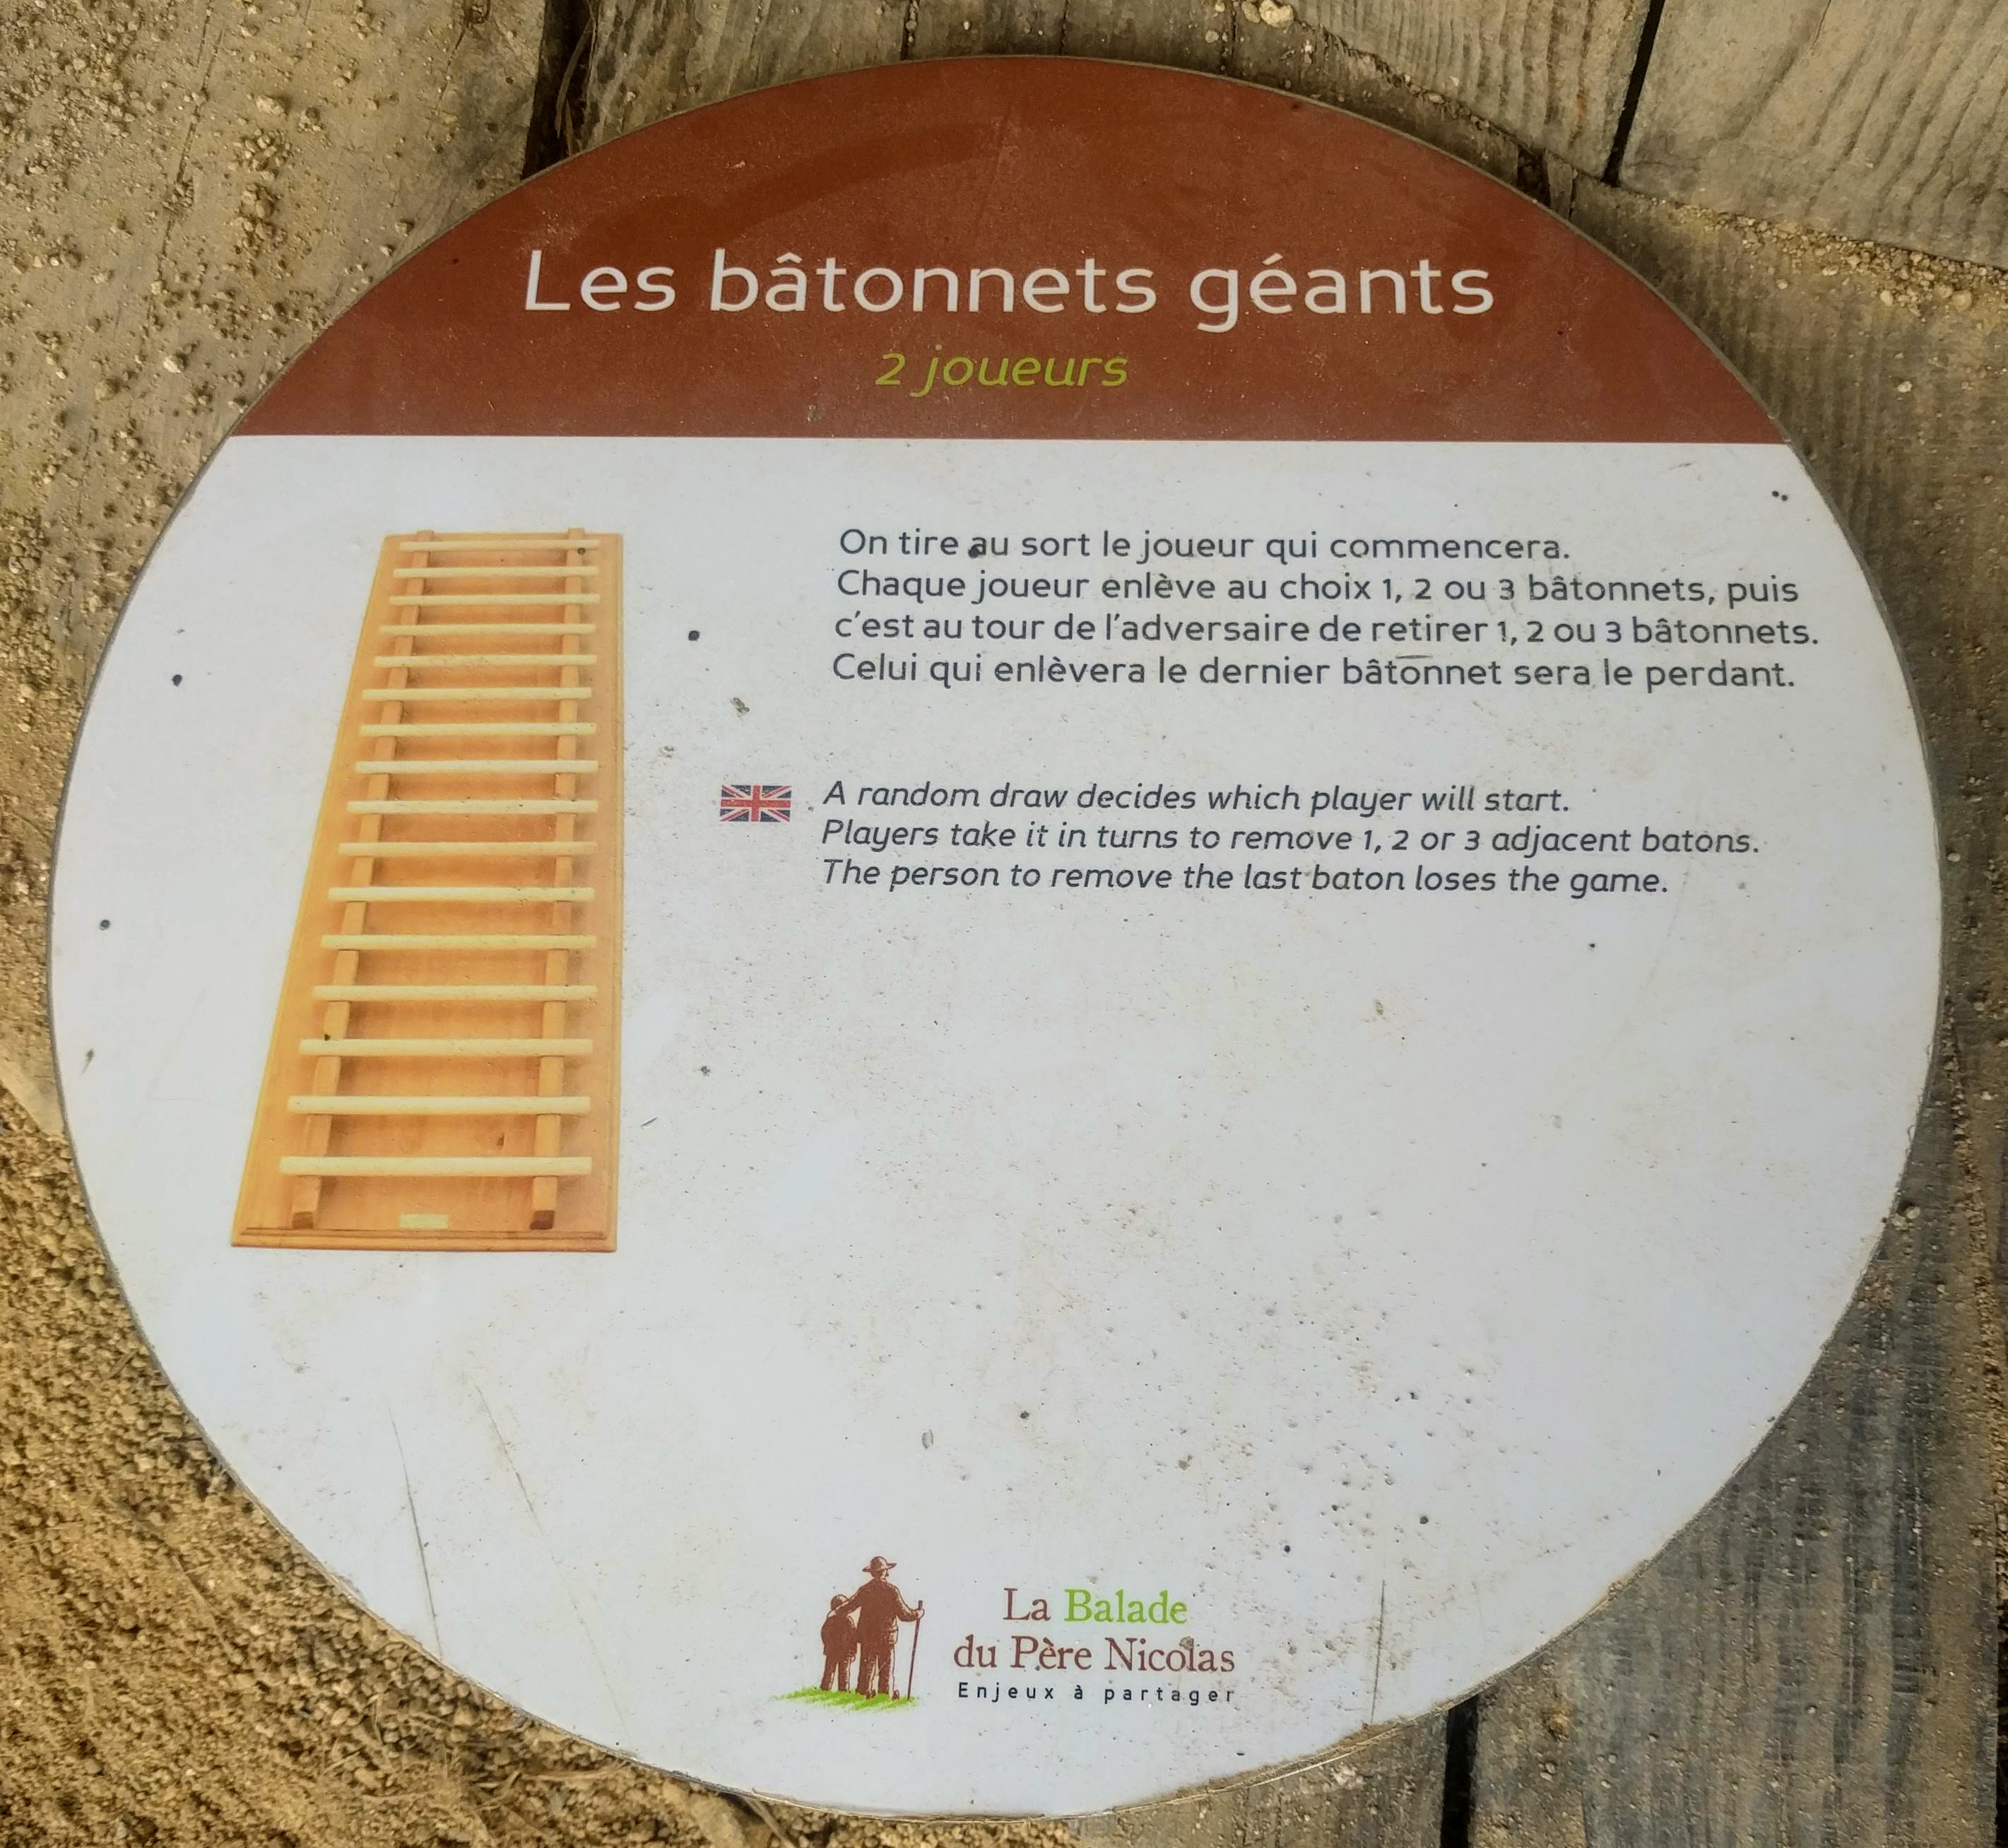 Les bâtonnets géants
2 joueurs
On tire au sort le joueur qui commencera.
Chaque joueur enlève au choix 1, 2 ou 3 bâtonnets, puis
c'est au tour de l'adversaire de retirer 1, 2 ou 3 bâtonnets.
Celui qui enlèvera le dernier bâtonnet sera le perdant.
A random draw decides which player will start.
Players take it in turns to remove 1, 2 or 3 adjacent batons.
The person to remove the last baton loses the game.
La Balade
du Père Nicolas
Enjeux à partager